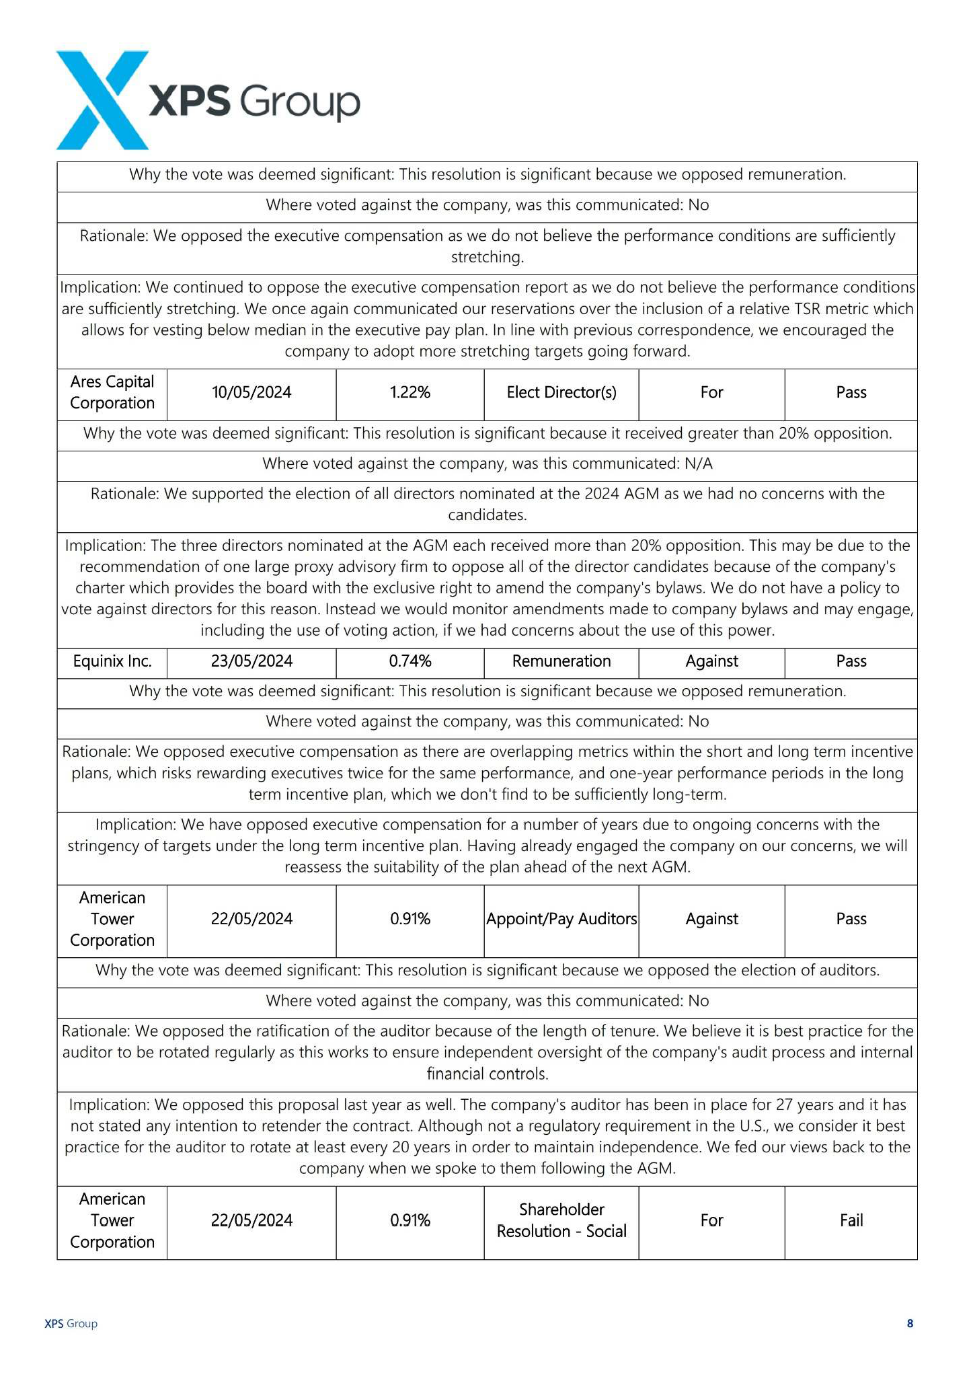 XPS Group
Why the vote was deemed significant: This resolution is significant because we opposed remuneration.
Where voted against the company, was this communicated: No
Rationale: We opposed the executive compensation as we do not believe the performance conditions are sufficiently
stretching.
Implication: We continued to oppose the executive compensation report as we do not believe the performance conditions
are sufficiently stretching. We once again communicated our reservations over the inclusion of a relative TSR metric which
allows for vesting below median in the executive pay plan. In line with previous correspondence, we encouraged the
company to adopt more stretching targets going forward.
Ares Capital
Corporation
10/05/2024
1.22%
Elect Director(s)
For
Pass
Why the vote was deemed significant: This resolution is significant because it received greater than 20% opposition.
Where voted against the company, was this communicated: N/A
Rationale: We supported the election of all directors nominated at the 2024 AGM as we had no concerns with the
candidates.
Implication: The three directors nominated at the AGM each received more than 20% opposition. This may be due to the
recommendation of one large proxy advisory firm to oppose all of the director candidates because of the company's
charter which provides the board with the exclusive right to amend the company's bylaws. We do not have a policy to
vote against directors for this reason. Instead we would monitor amendments made to company bylaws and may engage,
including the use of voting action, if we had concerns about the use of this power.
Equinix Inc.
23/05/2024
0.74%
Remuneration
Against
Pass
Why the vote was deemed significant: This resolution is significant because we opposed remuneration.
Where voted against the company, was this communicated: No
Rationale: We opposed executive compensation as there are overlapping metrics within the short and long term incentive
plans, which risks rewarding executives twice for the same performance, and one-year performance periods in the long
term incentive plan, which we don't find to be sufficiently long-term.
Implication: We have opposed executive compensation for a number of years due to ongoing concerns with the
stringency of targets under the long term incentive plan. Having already engaged the company on our concerns, we will
reassess the suitability of the plan ahead of the next AGM.
American
Tower
Corporation
22/05/2024
0.91%
Appoint/Pay Auditors
Against
Pass
Why the vote was deemed significant: This resolution is significant because we opposed the election of auditors.
Where voted against the company, was this communicated: No
Rationale: We opposed the ratification of the auditor because of the length of tenure. We believe it is best practice for the
auditor to be rotated regularly as this works to ensure independent oversight of the company's audit process and internal
financial controls.
Implication: We opposed this proposal last year as well. The company's auditor has been in place for 27 years and it has
not stated any intention to retender the contract. Although not a regulatory requirement in the U.S., we consider it best
practice for the auditor to rotate at least every 20 years in order to maintain independence. We fed our views back to the
company when we spoke to them following the AGM.
American
Tower
Corporation
22/05/2024
0.91%
Shareholder
Resolution - Social
For
Fail
XPS Group
8